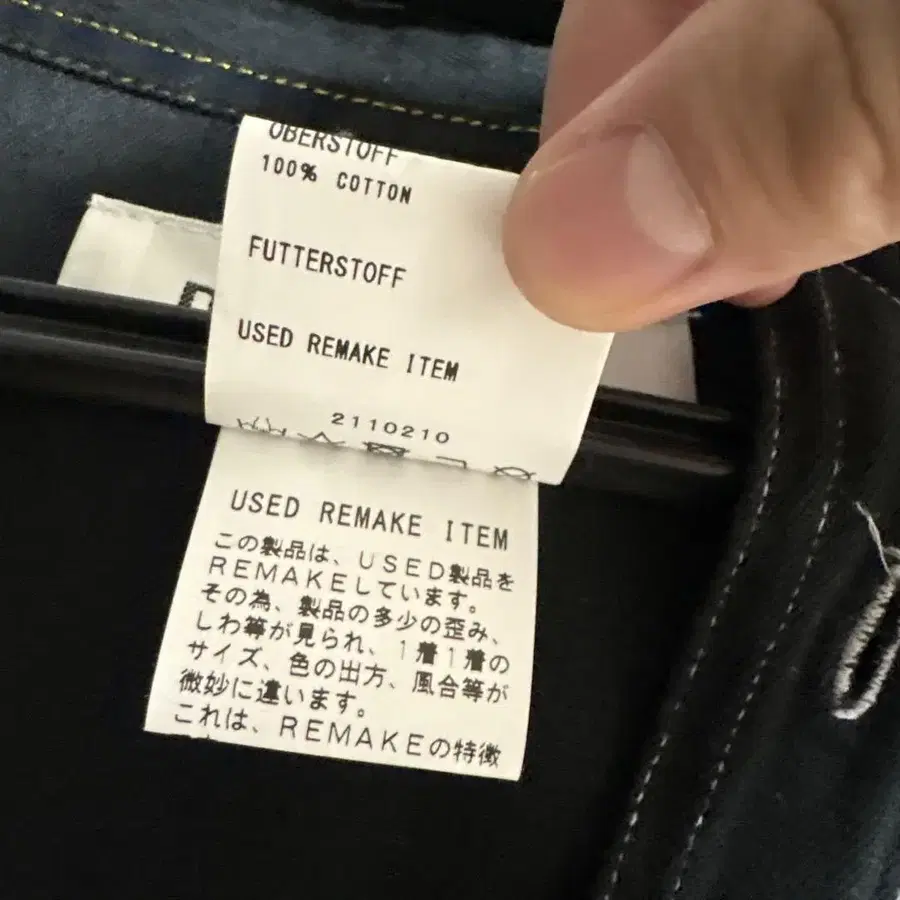 OBERSTOFF
100% COTTON
FUTTERSTOFF
USED REMAKE ITEM
2110210
USED REMAKE ITEM
この製品は、USED製品を
REMAKEしています。
その為、製品の多少の歪み、
しわ等が見られ、1着1着の
サイズ、色の出方、風合等が
微妙に違います。
これは、REMAKEの特徴